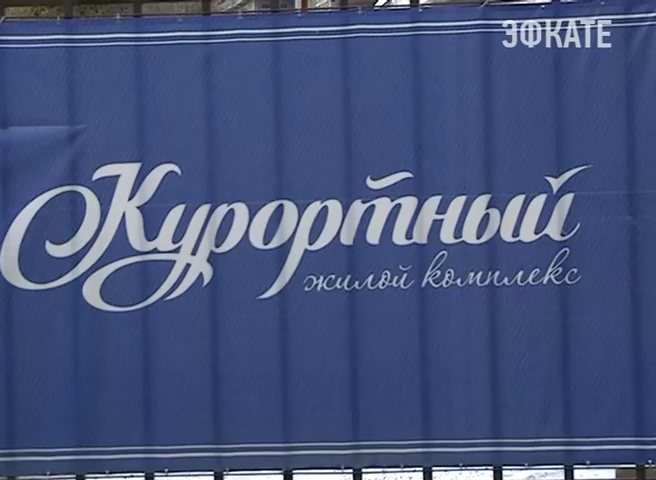 ЭФКАТЕ
Курортный
жилой комплекс